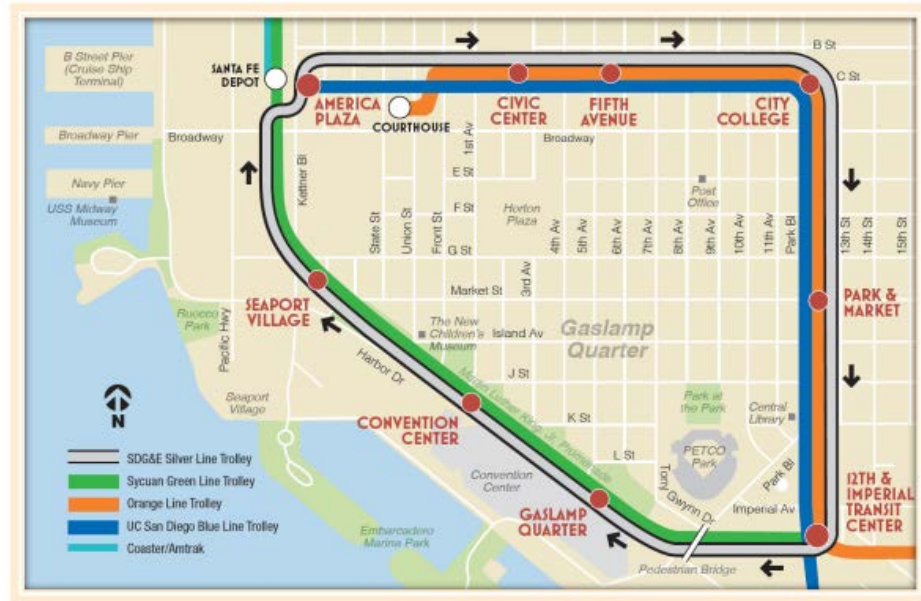 B St
B Street Pier
(Cruise Ship
Terminal)
SANTA FE
DEPOT
C St
AMERICA
PLAZA
COURTHOUSE
CIVIC
CENTER
FIFTH
AVENUE
CITY
COLLEGE
Broadway Pier
Broadway
1st Av
Broadway
Navy Pier
USS Midway
Museum
Kettner Bl
E St
Post
Office
State St
Union St
Front St
F St
Horton
Plaza
G St
3rd Av
4th Av
5th Av
6th Av
7th Av
8th Av
9th Av
10th Av
11th Av
Park Bl
13th St
14th St
15th St
SEAPORT
VILLAGE
Market St
PARK &
MARKET
Ruocco
Park
Pacific Hwy
The New
Children's
Museum
Island Av
Gaslamp
Quarter
Harbor Dr
J St
Martin Luther King, Jr. Promenade
N
Seaport
Village
CONVENTION
CENTER
K St
Park at
the Park
Central
Library
L St
PETCO
Park
SDG&E Silver Line Trolley
Sycuan Green Line Trolley
Orange Line Trolley
UC San Diego Blue Line Trolley
Coaster/Amtrak
Convention
Center
Tony Gwynn Dr
Park Bl
Imperial Av
12TH &
IMPERIAL
TRANSIT
CENTER
GASLAMP
QUARTER
Embarcadero
Marina Park
Pedestrian Bridge